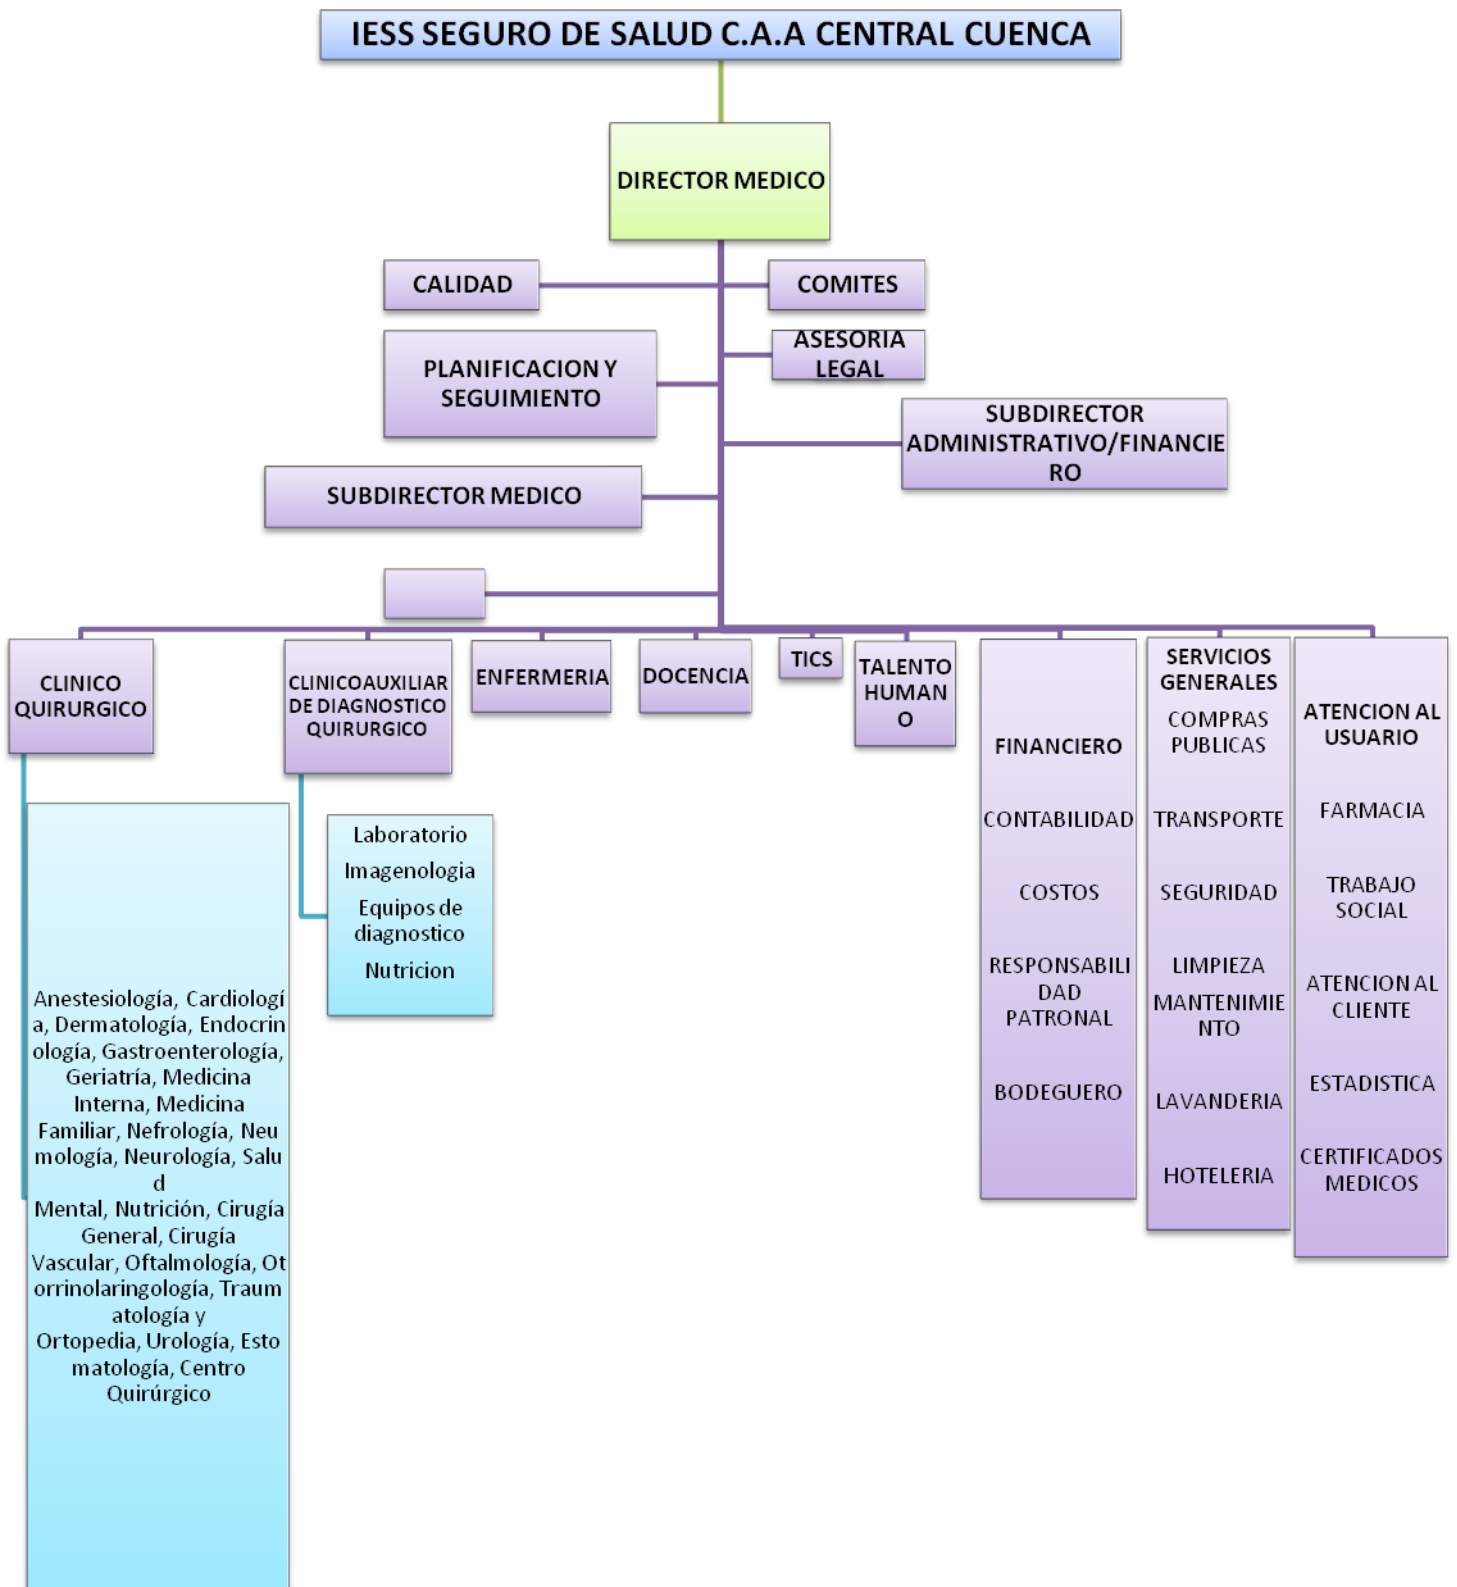 IESS SEGURO DE SALUD C.A.A CENTRAL CUENCA
DIRECTOR MEDICO
CALIDAD
COMITES
PLANIFICACION Y
SEGUIMIENTO
ASESORIA
LEGAL
SUBDIRECTOR
ADMINISTRATIVO/FINANCIE
RO
SUBDIRECTOR MEDICO
CLINICO
QUIRURGICO
CLINICO AUXILIAR
DE DIAGNOSTICO
QUIRURGICO
ENFERMERIA
DOCENCIA
TICS
TALENTO
HUMAN
O
FINANCIERO
CONTABILIDAD
COSTOS
RESPONSABILI
DAD
PATRONAL
BODEGUERO
SERVICIOS
GENERALES
COMPRAS
PUBLICAS
TRANSPORTE
SEGURIDAD
LIMPIEZA
MANTENIMIE
NTO
LAVANDERIA
HOTELERIA
ATENCION AL
USUARIO
FARMACIA
TRABAJO
SOCIAL
ATENCION AL
CLIENTE
ESTADISTICA
CERTIFICADOS
MEDICOS
Anestesiología, Cardiologí
a, Dermatología, Endocrin
ología, Gastroenterología,
Geriatría, Medicina
Interna, Medicina
Familiar, Nefrología, Neu
mología, Neurología, Salu
d
Mental, Nutrición, Cirugía
General, Cirugía
Vascular, Oftalmología, Ot
orrinolaringología, Traum
atología y
Ortopedia, Urología, Esto
matología, Centro
Quirúrgico
Laboratorio
Imagenologia
Equipos de
diagnostico
Nutricion